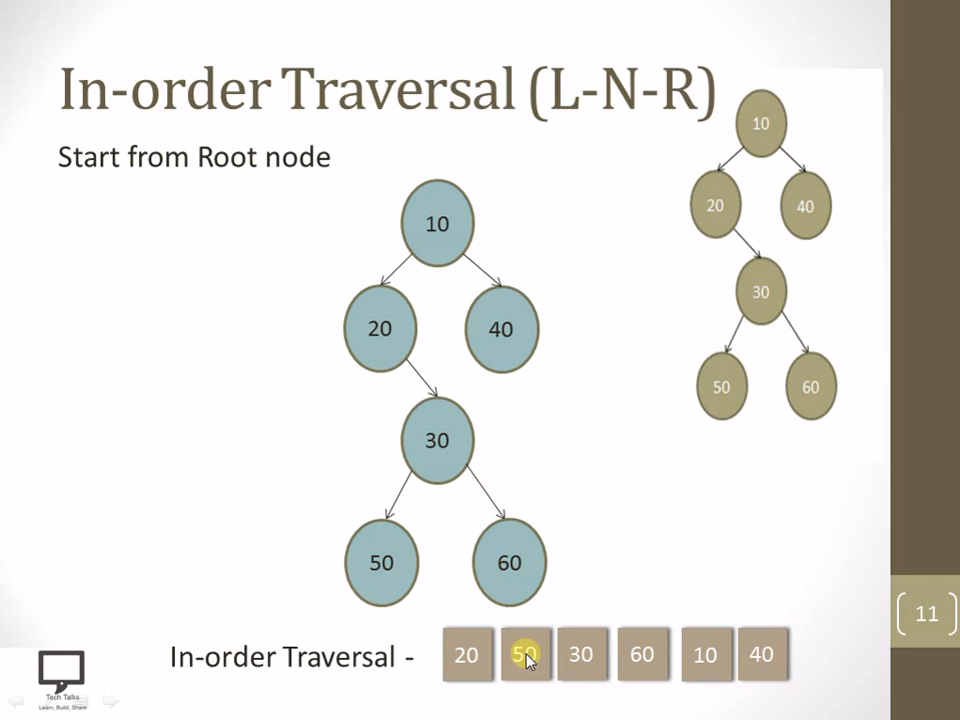 In-order Traversal (L-N-R)
Start from Root node
10
20
40
30
50
60
10
20
40
30
50
60
11
In-order Traversal - 20 50 30 60 10 40
Tech Talks
Learn, Build, Share